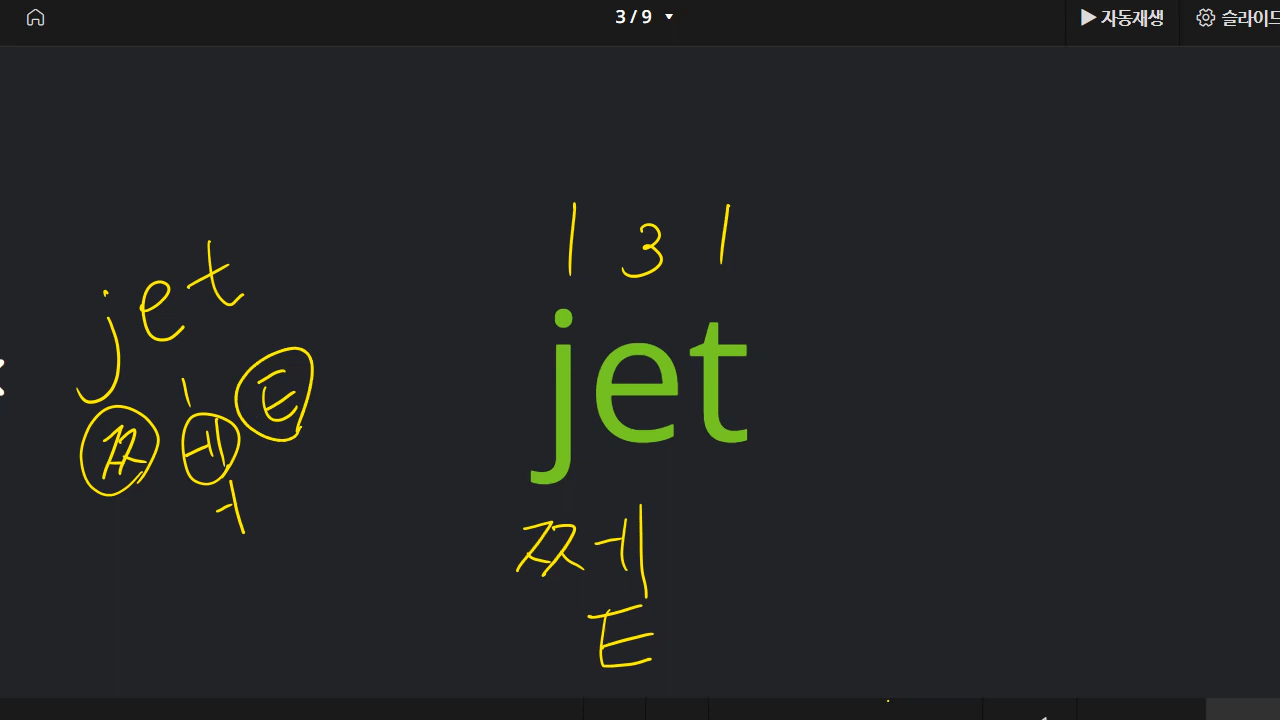 3 / 9
▶ 자동재생
슬라이드
jet
ㅉ ㅔ ㅌ
ㅣ
ㅓ
1 3 1
jet
ㅉㅔ
ㅌ